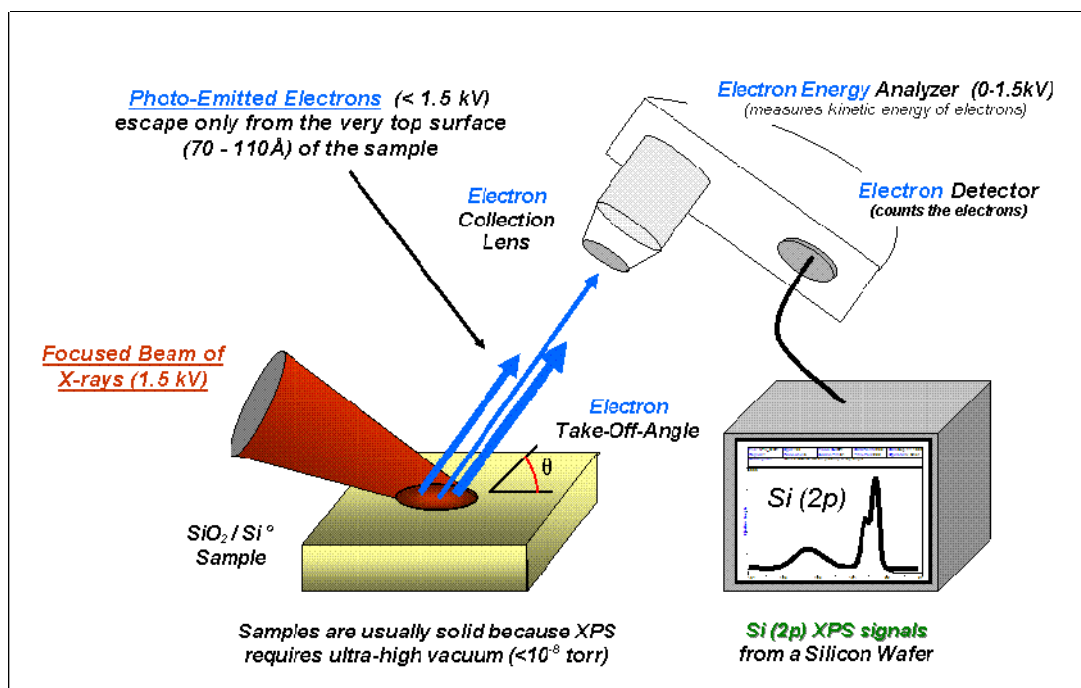 Photo-Emitted Electrons (< 1.5 kV)
escape only from the very top surface
(70 - 110Å) of the sample
Electron Energy Analyzer (0-1.5kV)
(measures kinetic energy of electrons)
Electron Detector
(counts the electrons)
Electron
Collection
Lens
Focused Beam of
X-rays (1.5 kV)
Electron
Take-Off-Angle
θ
SiO₂ / Si°
Sample
Si (2p)
Samples are usually solid because XPS
requires ultra-high vacuum (<10⁻⁸ torr)
Si (2p) XPS signals
from a Silicon Wafer